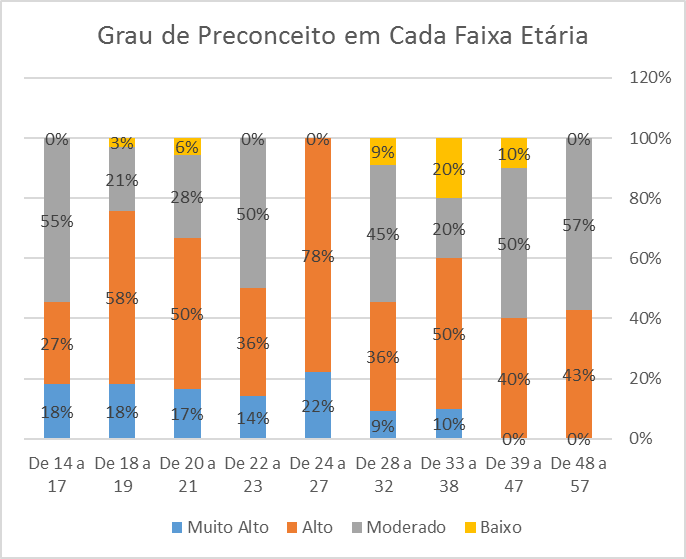 Grau de Preconceito em Cada Faixa Etária
120%
0% 3% 6% 0% 0% 9% 20% 10% 0% 100%
55% 21% 28% 50% 45% 20% 50% 57% 80%
27% 58% 50% 36% 78% 36% 50% 40% 43% 60%
40%
18% 18% 17% 14% 22% 9% 10% 0% 0% 20%
0%
De 14 a De 18 a De 20 a De 22 a De 24 a De 28 a De 33 a De 39 a De 48 a
17 19 21 23 27 32 38 47 57
Muito Alto Alto Moderado Baixo